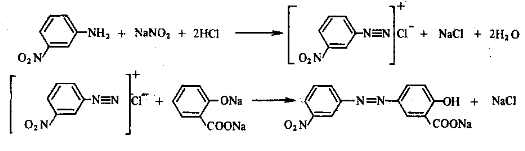 NH₂ + NaNO₂ + 2HCl → [ N≡N ]⁺ Cl⁻ + NaCl + 2H₂O
O₂N O₂N
[ N≡N ]⁺ Cl⁻ + ONa → N=N OH + NaCl
O₂N COONa O₂N COONa